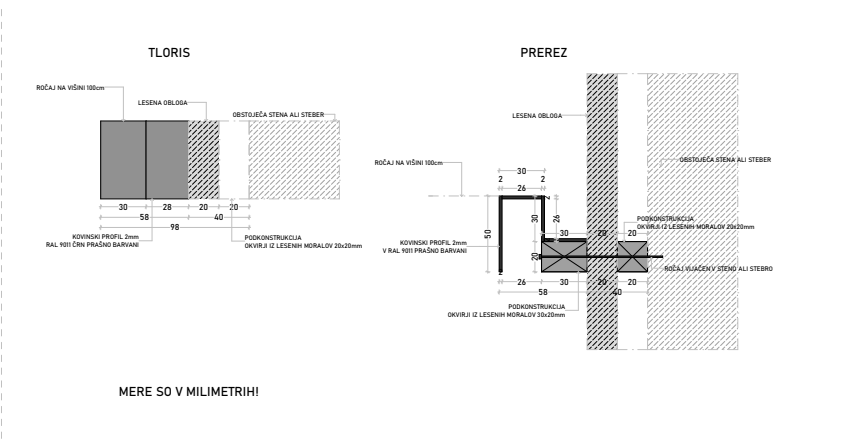 TLORIS
ROČAJ NA VIŠINI 100cm
LESENA OBLOGA
OBSTOJEČA STENA ALI STEBER
30 28 20 20
58 40
98
KOVINSKI PROFIL 2mm
RAL 9011 ČRN PRAŠNO BARVANI
PODKONSTRUKCIJA
OKVIRJI IZ LESENIH MORALOV 20x20mm
PREREZ
LESENA OBLOGA
ROČAJ NA VIŠINI 100cm
OBSTOJEČA STENA ALI STEBER
30
2 2
26
2
50
30
26
30 20 20
20
PODKONSTRUKCIJA
OKVIRJI IZ LESENIH MORALOV 20x20mm
KOVINSKI PROFIL 2mm
V RAL 9011 PRAŠNO BARVANI
ROČAJ VIJAČEN V STENO ALI STEBRO
2 26 30 20 20
58 40
PODKONSTRUKCIJA
OKVIRJI IZ LESENIH MORALOV 30x20mm
MERE SO V MILIMETRIH!